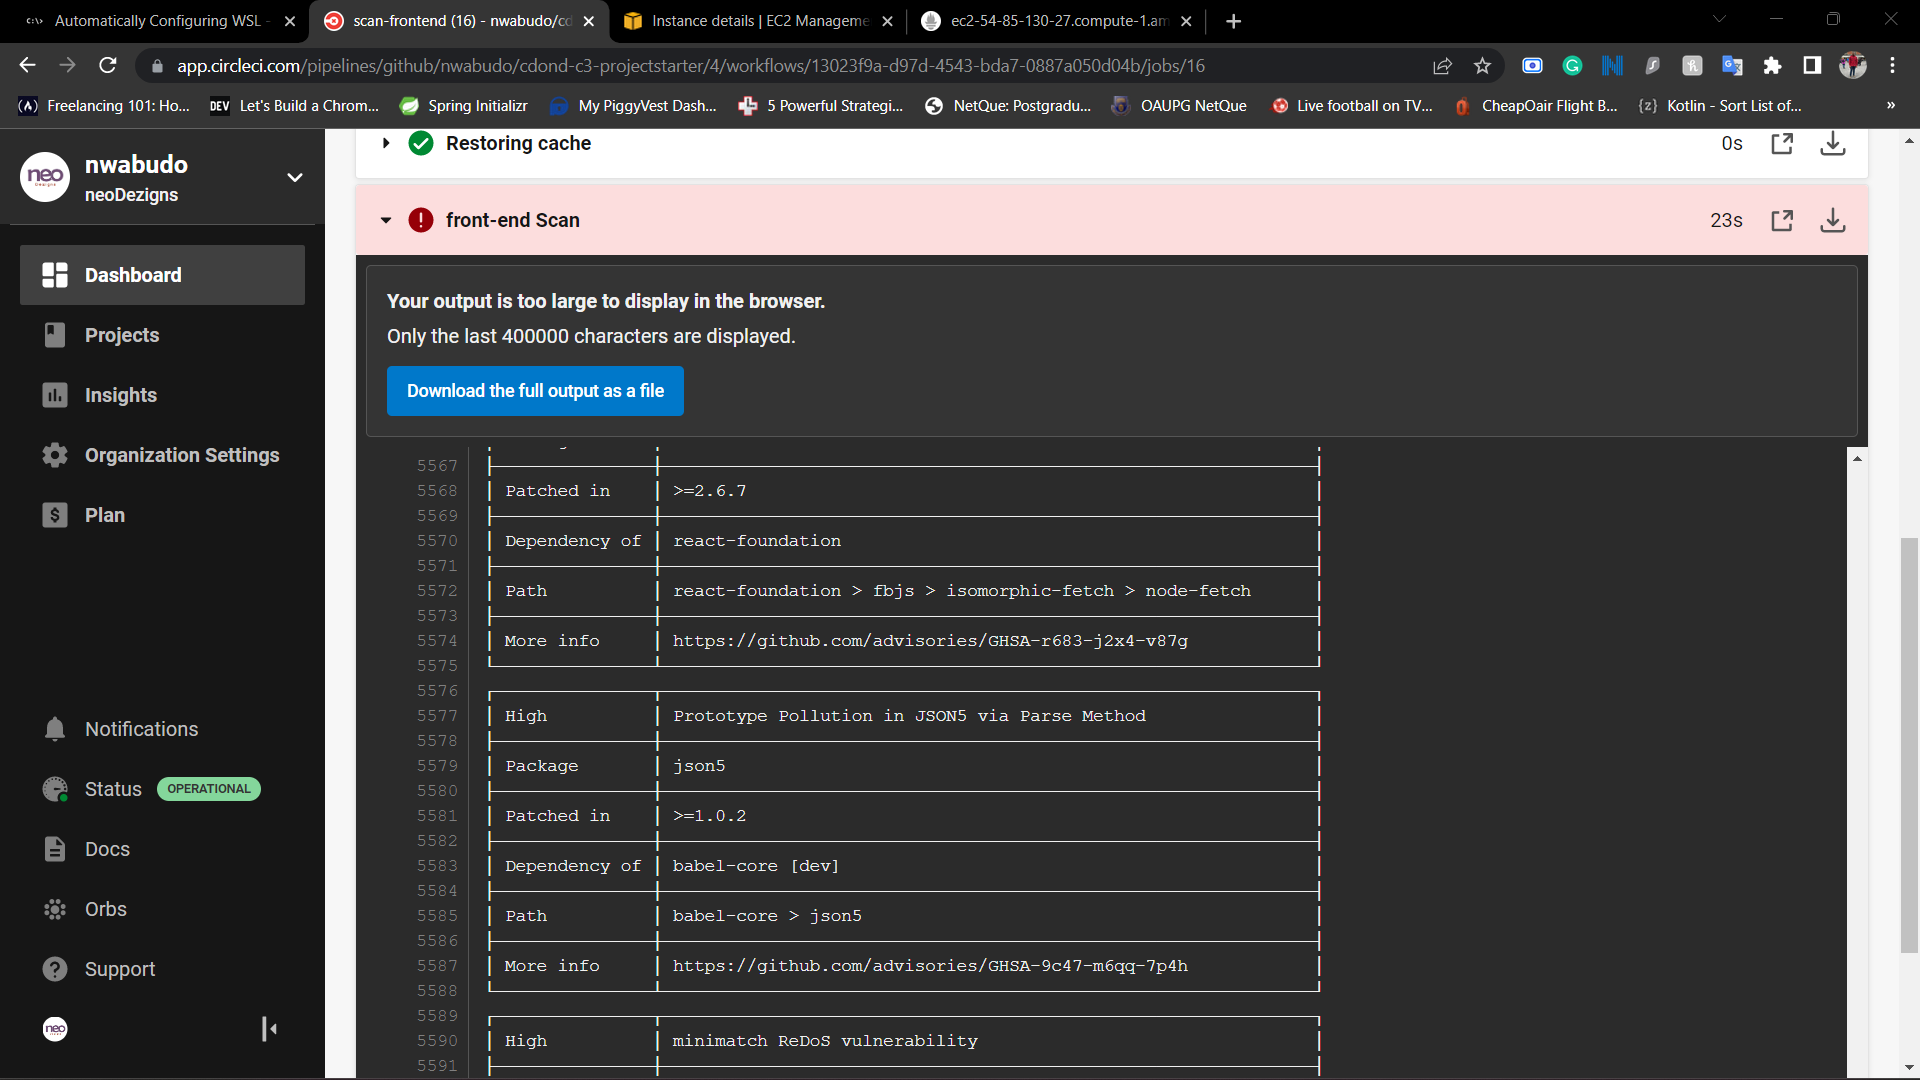 Automatically Configuring WSL -
scan-frontend (16) - nwabudo/cd
Instance details | EC2 Manageme
ec2-54-85-130-27.compute-1.am
app.circleci.com/pipelines/github/nwabudo/cdond-c3-projectstarter/4/workflows/13023f9a-d97d-4543-bda7-0887a050d04b/jobs/16
Freelancing 101: Ho...
DEV Let's Build a Chrom...
Spring Initializr
My PiggyVest Dash...
5 Powerful Strategi...
NetQue: Postgradu...
OAUPG NetQue
Live football on TV...
CheapOair Flight B...
{z} Kotlin - Sort List of...
»
neo
nwabudo
neoDezigns
Dashboard
Projects
Insights
Organization Settings
Plan
Notifications
Status OPERATIONAL
Docs
Orbs
Support
neo
Restoring cache 0s
front-end Scan 23s
Your output is too large to display in the browser.
Only the last 400000 characters are displayed.
Download the full output as a file
5567
5568 Patched in >=2.6.7
5569
5570 Dependency of react-foundation
5571
5572 Path react-foundation > fbjs > isomorphic-fetch > node-fetch
5573
5574 More info https://github.com/advisories/GHSA-r683-j2x4-v87g
5575
5576
5577 High Prototype Pollution in JSON5 via Parse Method
5578
5579 Package json5
5580
5581 Patched in >=1.0.2
5582
5583 Dependency of babel-core [dev]
5584
5585 Path babel-core > json5
5586
5587 More info https://github.com/advisories/GHSA-9c47-m6qq-7p4h
5588
5589
5590 High minimatch ReDoS vulnerability
5591